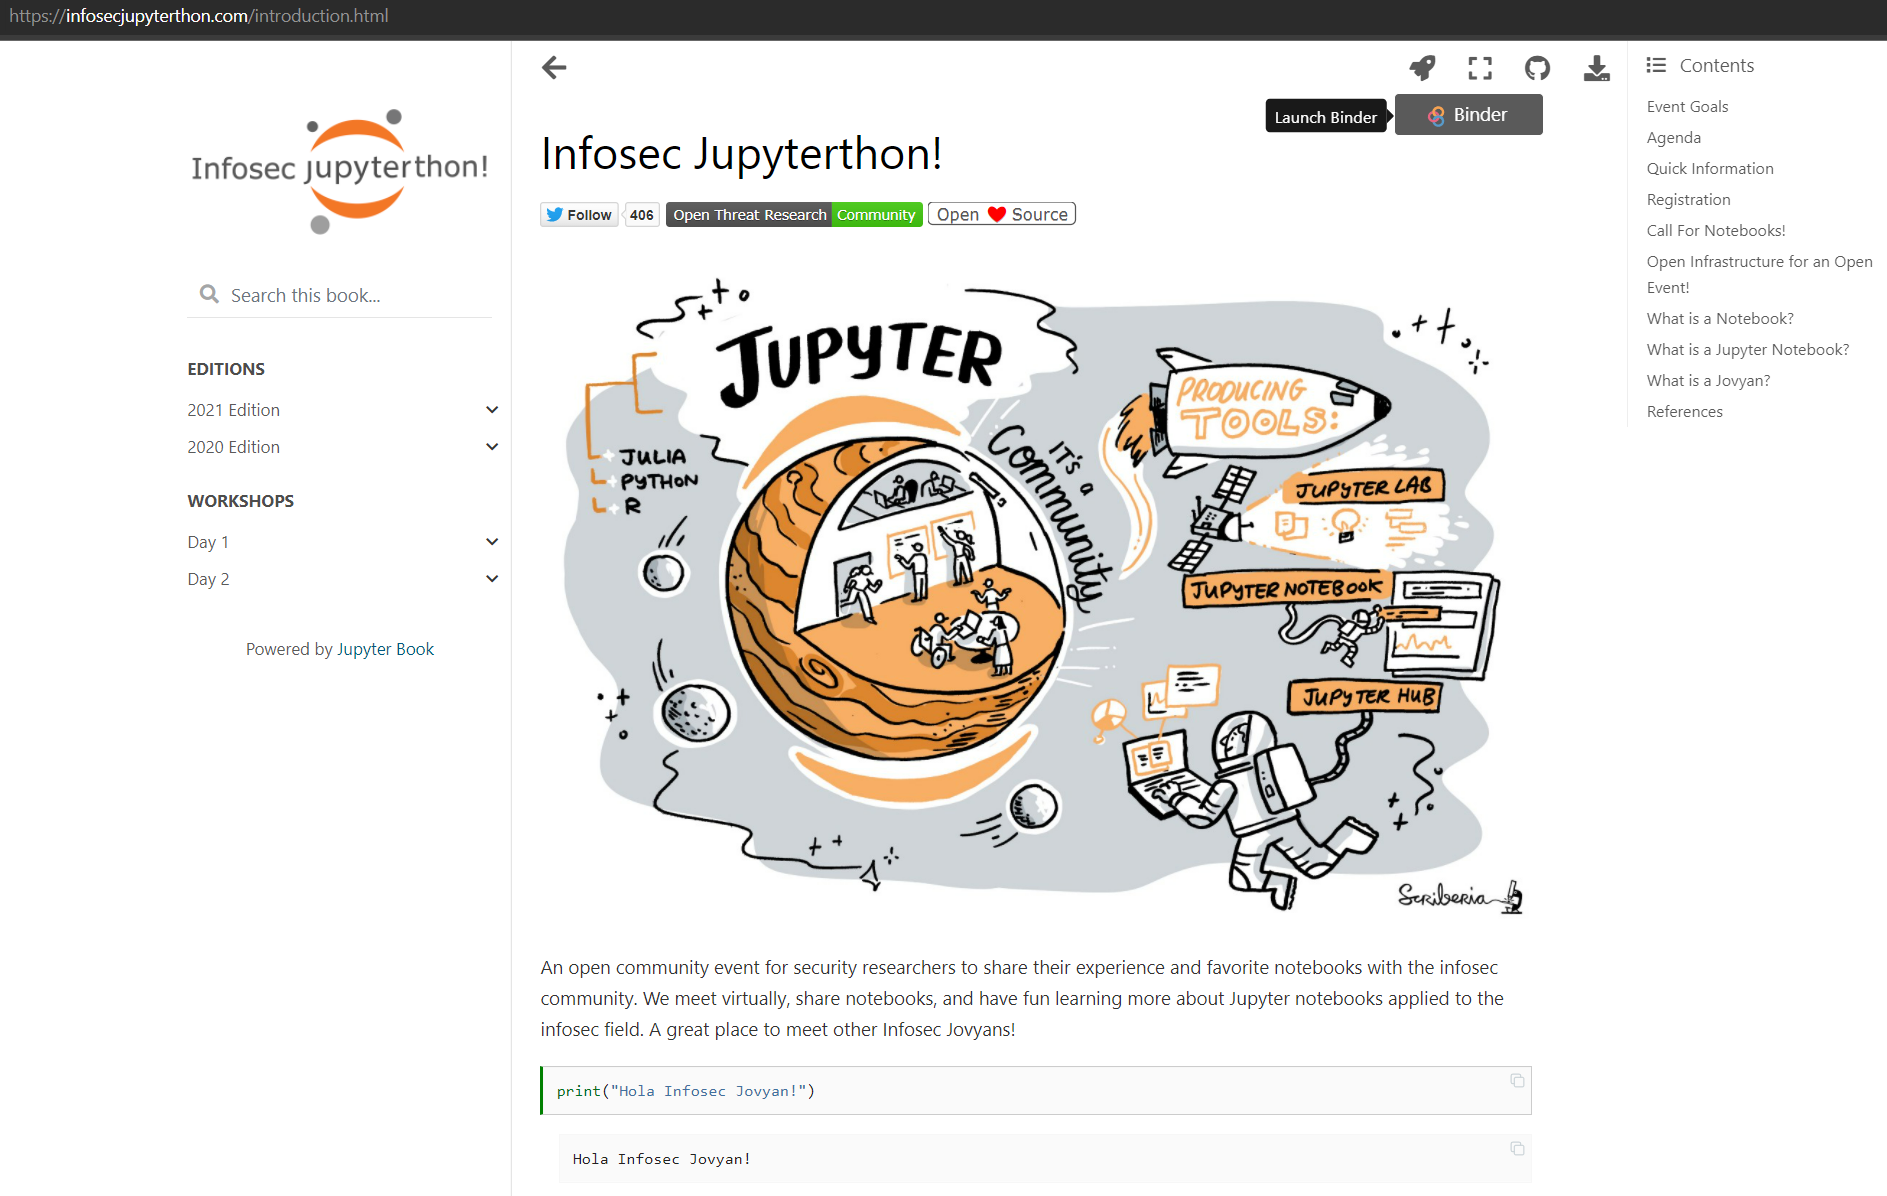 https://infosecjupyterthon.com/introduction.html
Infosec jupyterthon!
Search this book...
EDITIONS
2021 Edition
2020 Edition
WORKSHOPS
Day 1
Day 2
Powered by Jupyter Book
Launch Binder
Binder
Infosec Jupyterthon!
Follow
406
Open Threat Research
Community
Open ❤ Source
JUPYTER
JULIA
PYTHON
R
IT'S a
Community
PRODUCING
TOOLS:
JUPYTER LAB
JUPYTER NOTEBOOK
JUPYTER HUB
Scriberia
An open community event for security researchers to share their experience and favorite notebooks with the infosec
community. We meet virtually, share notebooks, and have fun learning more about Jupyter notebooks applied to the
infosec field. A great place to meet other Infosec Jovyans!
print("Hola Infosec Jovyan!")
Hola Infosec Jovyan!
Contents
Event Goals
Agenda
Quick Information
Registration
Call For Notebooks!
Open Infrastructure for an Open
Event!
What is a Notebook?
What is a Jupyter Notebook?
What is a Jovyan?
References